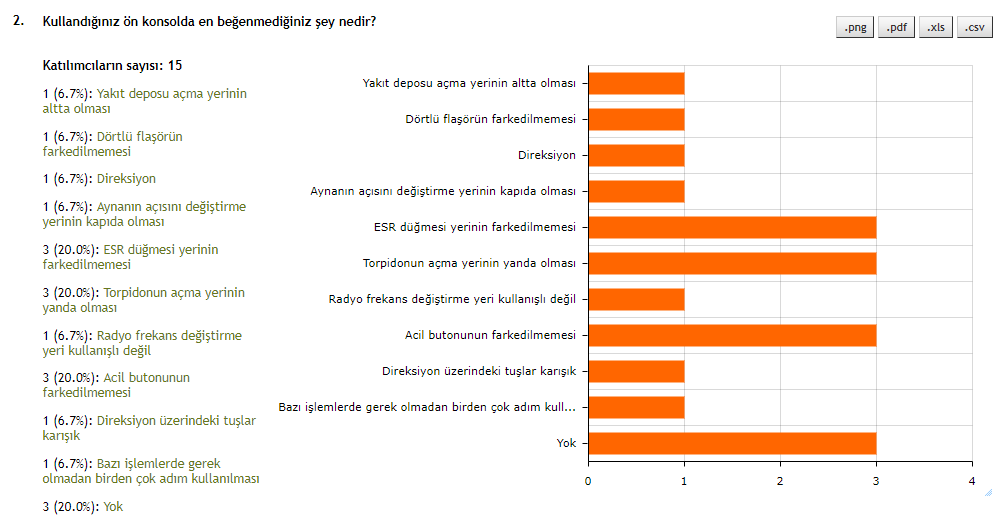 2. Kullandığınız ön konsolda en beğenmediğiniz şey nedir?
.png .pdf .xls .csv
Katılımcıların sayısı: 15
1 (6.7%): Yakıt deposu açma yerinin
altta olması
1 (6.7%): Dörtlü flaşörün
farkedilmemesi
1 (6.7%): Direksiyon
1 (6.7%): Aynanın açısını değiştirme
yerinin kapıda olması
3 (20.0%): ESR düğmesi yerinin
farkedilmemesi
3 (20.0%): Torpidonun açma yerinin
yanda olması
1 (6.7%): Radyo frekans değiştirme
yeri kullanışlı değil
3 (20.0%): Acil butonunun
farkedilmemesi
1 (6.7%): Direksiyon üzerindeki tuşlar
karışık
1 (6.7%): Bazı işlemlerde gerek
olmadan birden çok adım kullanılması
3 (20.0%): Yok
Yakıt deposu açma yerinin altta olması
Dörtlü flaşörün farkedilmemesi
Direksiyon
Aynanın açısını değiştirme yerinin kapıda olması
ESR düğmesi yerinin farkedilmemesi
Torpidonun açma yerinin yanda olması
Radyo frekans değiştirme yeri kullanışlı değil
Acil butonunun farkedilmemesi
Direksiyon üzerindeki tuşlar karışık
Bazı işlemlerde gerek olmadan birden çok adım kull...
Yok
0 1 2 3 4